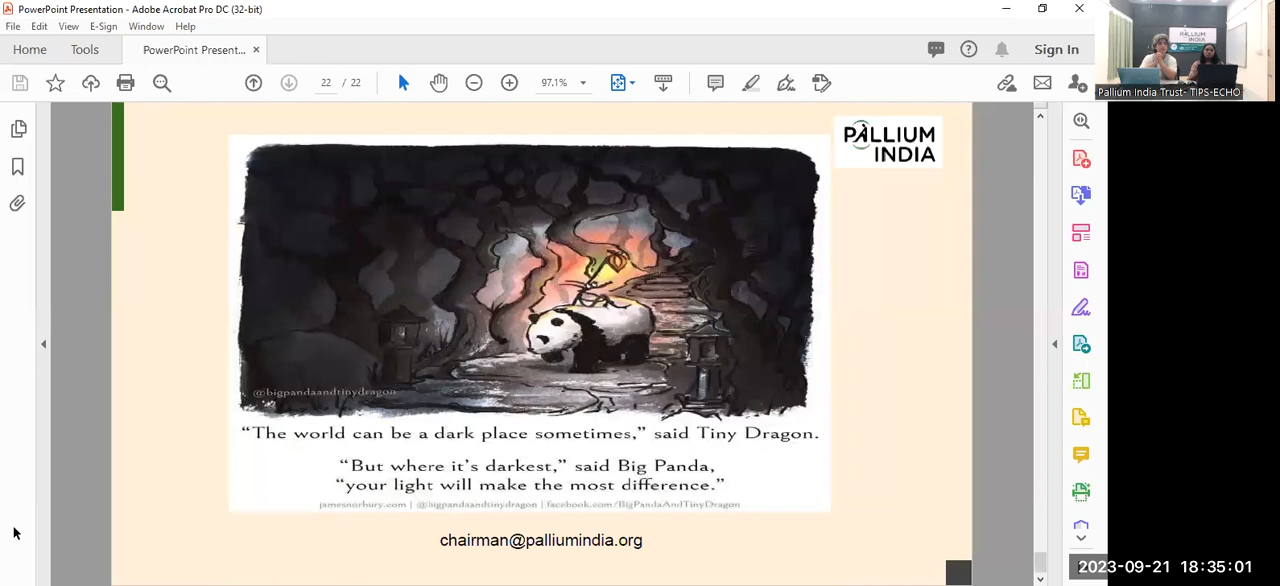 PowerPoint Presentation - Adobe Acrobat Pro DC (32-bit)
File Edit View E-Sign Window Help
Home Tools PowerPoint Present... × Sign In
22 / 22 97.1%
PALLIUM
INDIA
Pallium India Trust- TIPS-ECHO
PALLIUM
INDIA
@bigpandaandtinydragon
“The world can be a dark place sometimes,” said Tiny Dragon.
“But where it’s darkest,” said Big Panda,
“your light will make the most difference.”
jamesnorbury.com | @bigpandaandtinydragon | facebook.com/BigPandaAndTinyDragon
chairman@palliumindia.org
2023-09-21 18:35:01